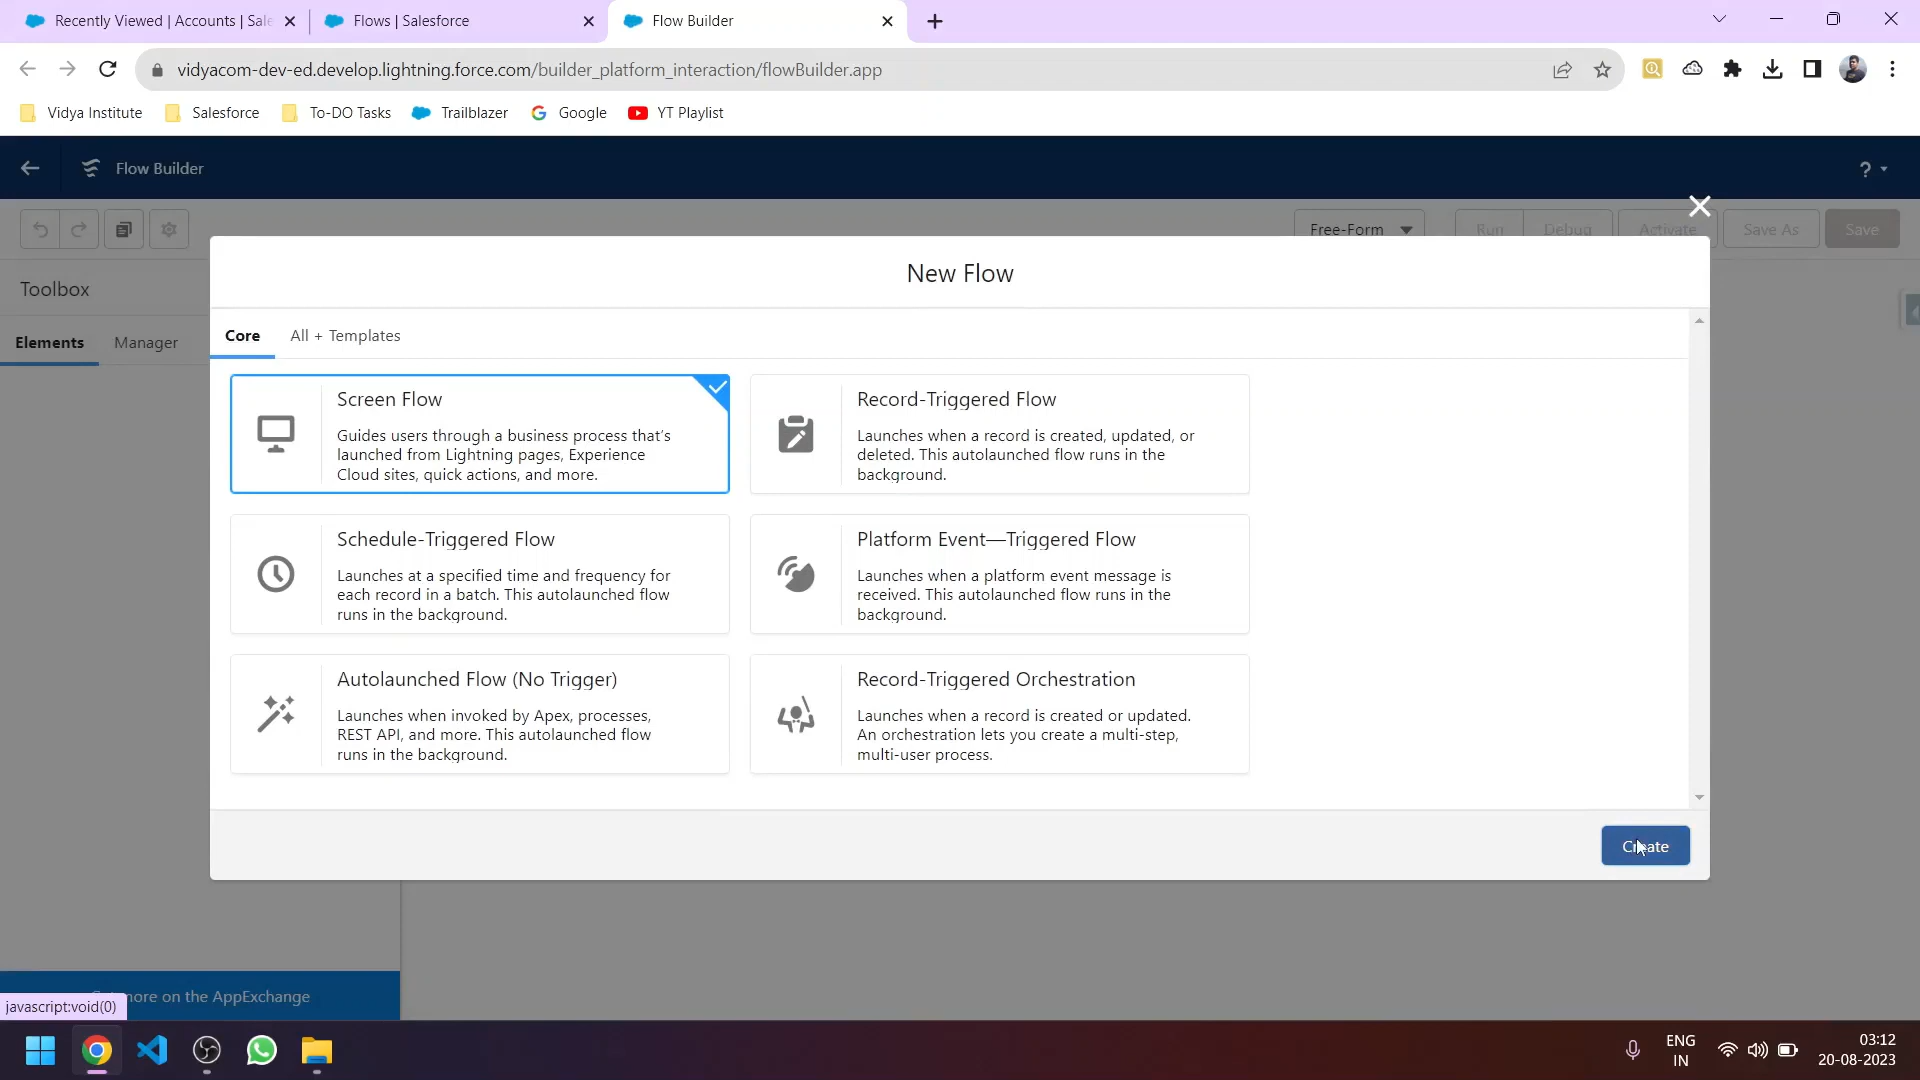 Recently Viewed | Accounts | Sale
Flows | Salesforce
Flow Builder
vidyacom-dev-ed.develop.lightning.force.com/builder_platform_interaction/flowBuilder.app
Vidya Institute
Salesforce
To-DO Tasks
Trailblazer
Google
YT Playlist
Flow Builder
?
Free-Form
Run
Debug
Activate
Save As
Save
Toolbox
Elements
Manager
New Flow
Core
All + Templates
Screen Flow
Guides users through a business process that's
launched from Lightning pages, Experience
Cloud sites, quick actions, and more.
Record-Triggered Flow
Launches when a record is created, updated, or
deleted. This autolaunched flow runs in the
background.
Schedule-Triggered Flow
Launches at a specified time and frequency for
each record in a batch. This autolaunched flow
runs in the background.
Platform Event—Triggered Flow
Launches when a platform event message is
received. This autolaunched flow runs in the
background.
Autolaunched Flow (No Trigger)
Launches when invoked by Apex, processes,
REST API, and more. This autolaunched flow
runs in the background.
Record-Triggered Orchestration
Launches when a record is created or updated.
An orchestration lets you create a multi-step,
multi-user process.
Create
more on the AppExchange
javascript:void(0)
ENG
IN
03:12
20-08-2023